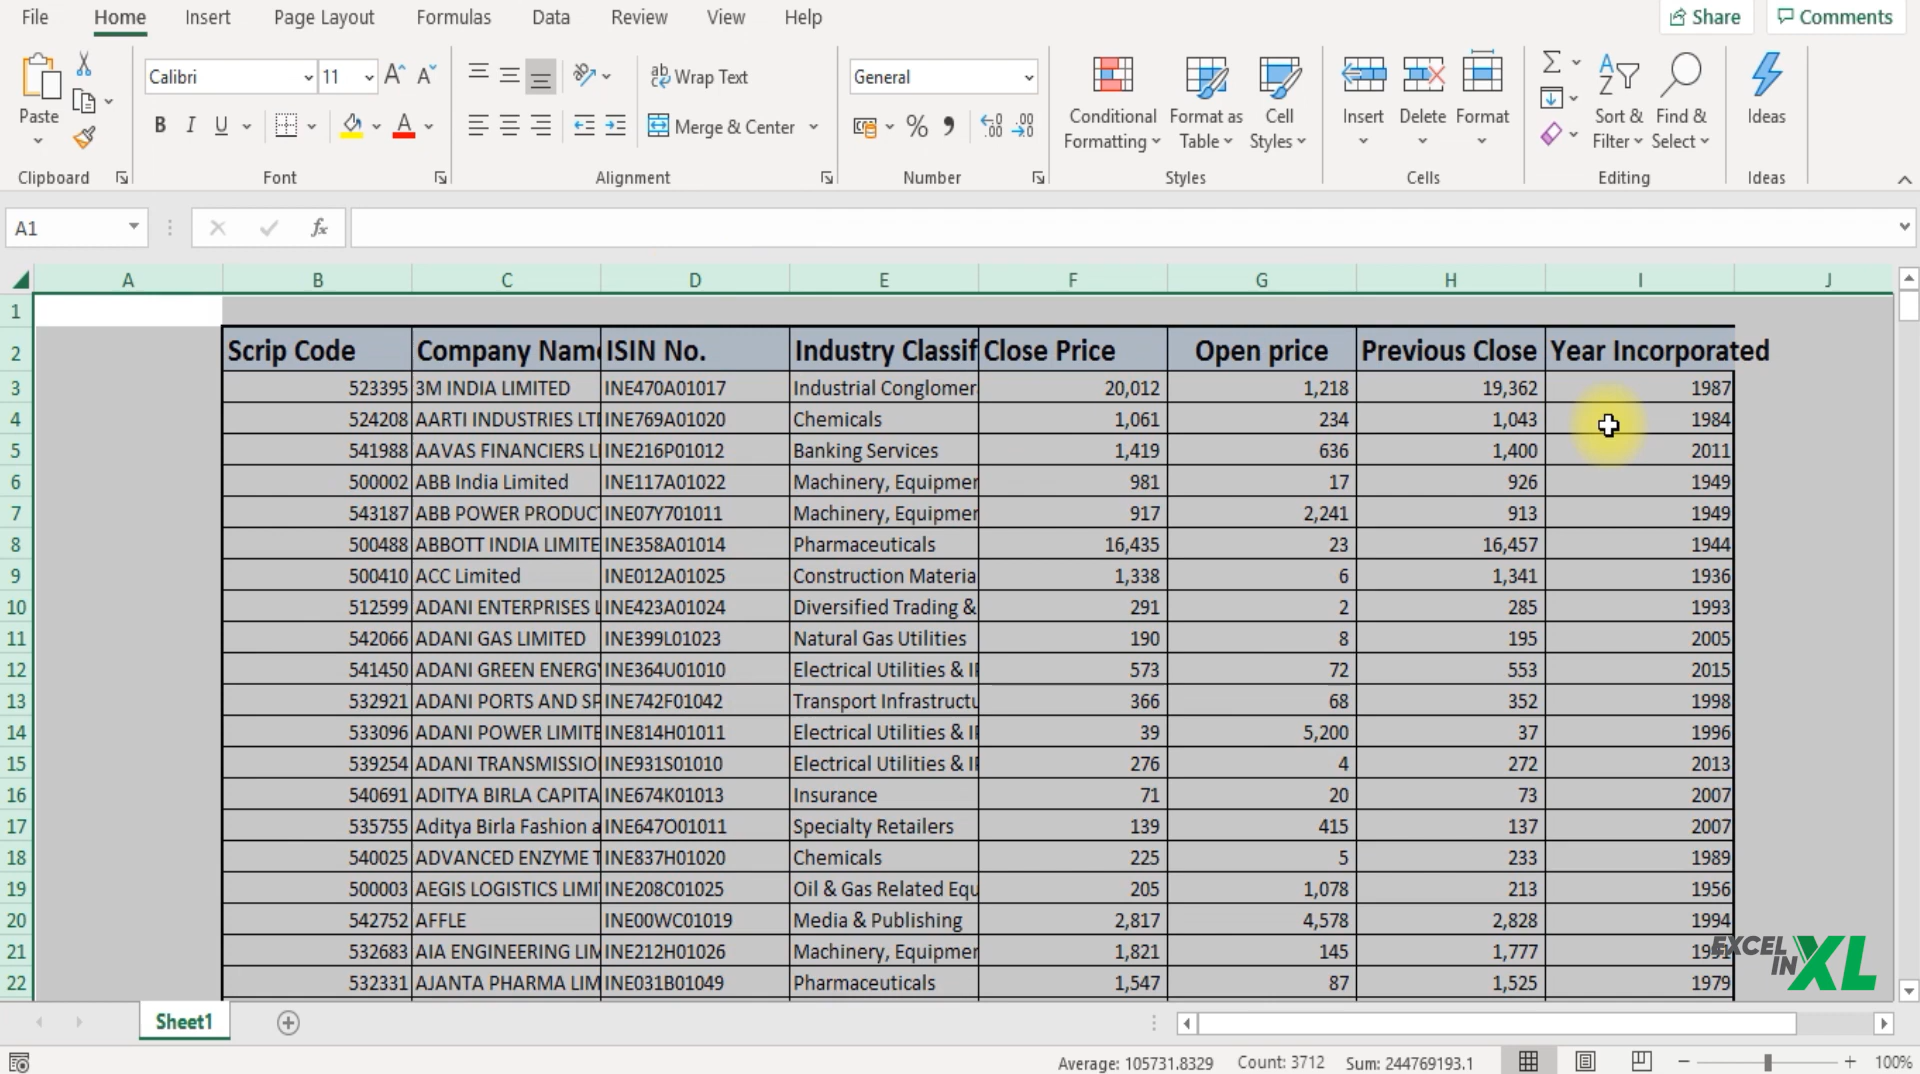 File Home Insert Page Layout Formulas Data Review View Help Share Comments
Calibri 11 A A Wrap Text General
Paste B I U A Merge & Center % Conditional Formatting Format as Table Cell Styles Insert Delete Format Sort & Filter Find & Select Ideas
Clipboard Font Alignment Number Styles Cells Editing Ideas
A1 fx
A B C D E F G H I J
1
2 Scrip Code Company Name ISIN No. Industry Classif Close Price Open price Previous Close Year Incorporated
3 523395 3M INDIA LIMITED INE470A01017 Industrial Conglomer 20,012 1,218 19,362 1987
4 524208 AARTI INDUSTRIES LTD INE769A01020 Chemicals 1,061 234 1,043 1984
5 541988 AAVAS FINANCIERS LI INE216P01012 Banking Services 1,419 636 1,400 2011
6 500002 ABB India Limited INE117A01022 Machinery, Equipmer 981 17 926 1949
7 543187 ABB POWER PRODUC INE07Y701011 Machinery, Equipmer 917 2,241 913 1949
8 500488 ABBOTT INDIA LIMITE INE358A01014 Pharmaceuticals 16,435 23 16,457 1944
9 500410 ACC Limited INE012A01025 Construction Materia 1,338 6 1,341 1936
10 512599 ADANI ENTERPRISES L INE423A01024 Diversified Trading & 291 2 285 1993
11 542066 ADANI GAS LIMITED INE399L01023 Natural Gas Utilities 190 8 195 2005
12 541450 ADANI GREEN ENERGY INE364U01010 Electrical Utilities & I 573 72 553 2015
13 532921 ADANI PORTS AND SP INE742F01042 Transport Infrastructu 366 68 352 1998
14 533096 ADANI POWER LIMITE INE814H01011 Electrical Utilities & I 39 5,200 37 1996
15 539254 ADANI TRANSMISSIO INE931S01010 Electrical Utilities & I 276 4 272 2013
16 540691 ADITYA BIRLA CAPITA INE674K01013 Insurance 71 20 73 2007
17 535755 Aditya Birla Fashion a INE647O01011 Specialty Retailers 139 415 137 2007
18 540025 ADVANCED ENZYME T INE837H01020 Chemicals 225 5 233 1989
19 500003 AEGIS LOGISTICS LIMI INE208C01025 Oil & Gas Related Equ 205 1,078 213 1956
20 542752 AFFLE INE00WC01019 Media & Publishing 2,817 4,578 2,828 1994
21 532683 AIA ENGINEERING LIM INE212H01026 Machinery, Equipmer 1,821 145 1,777
22 532331 AJANTA PHARMA LIM INE031B01049 Pharmaceuticals 1,547 87 1,525 1979
EXCEL IN XL
Sheet1
Average: 105731.8329 Count: 3712 Sum: 244769193.1 100%